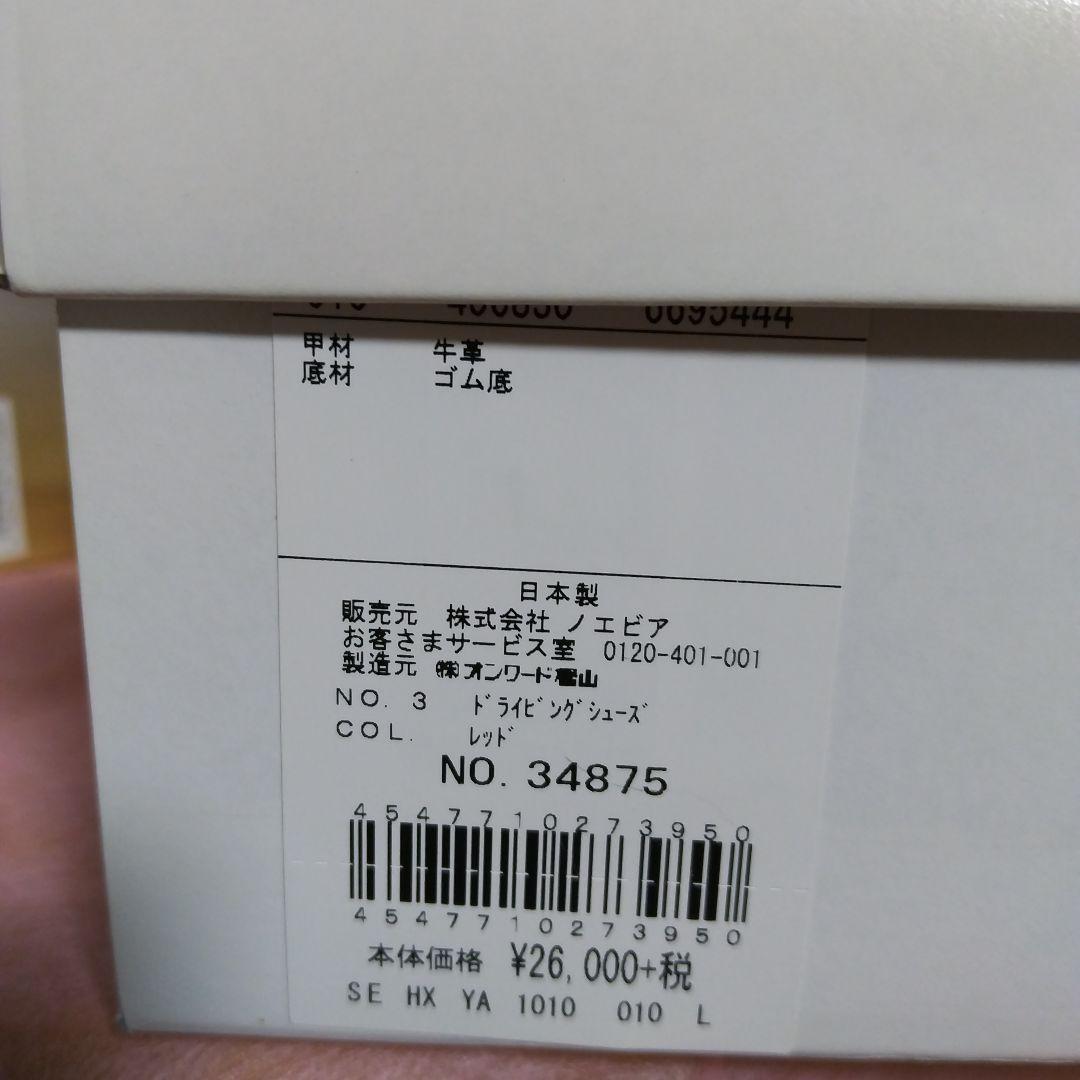 甲材 牛革
底材 ゴム底
日本製
販売元 株式会社 ノエビア
お客さまサービス室 0120-401-001
製造元 ㈱オンワード樫山
NO. 3 ドライビングシューズ
COL. レッド
NO. 34875
4547710273950
4547710273950
本体価格 ¥26,000+税
SE HX YA 1010 010 L